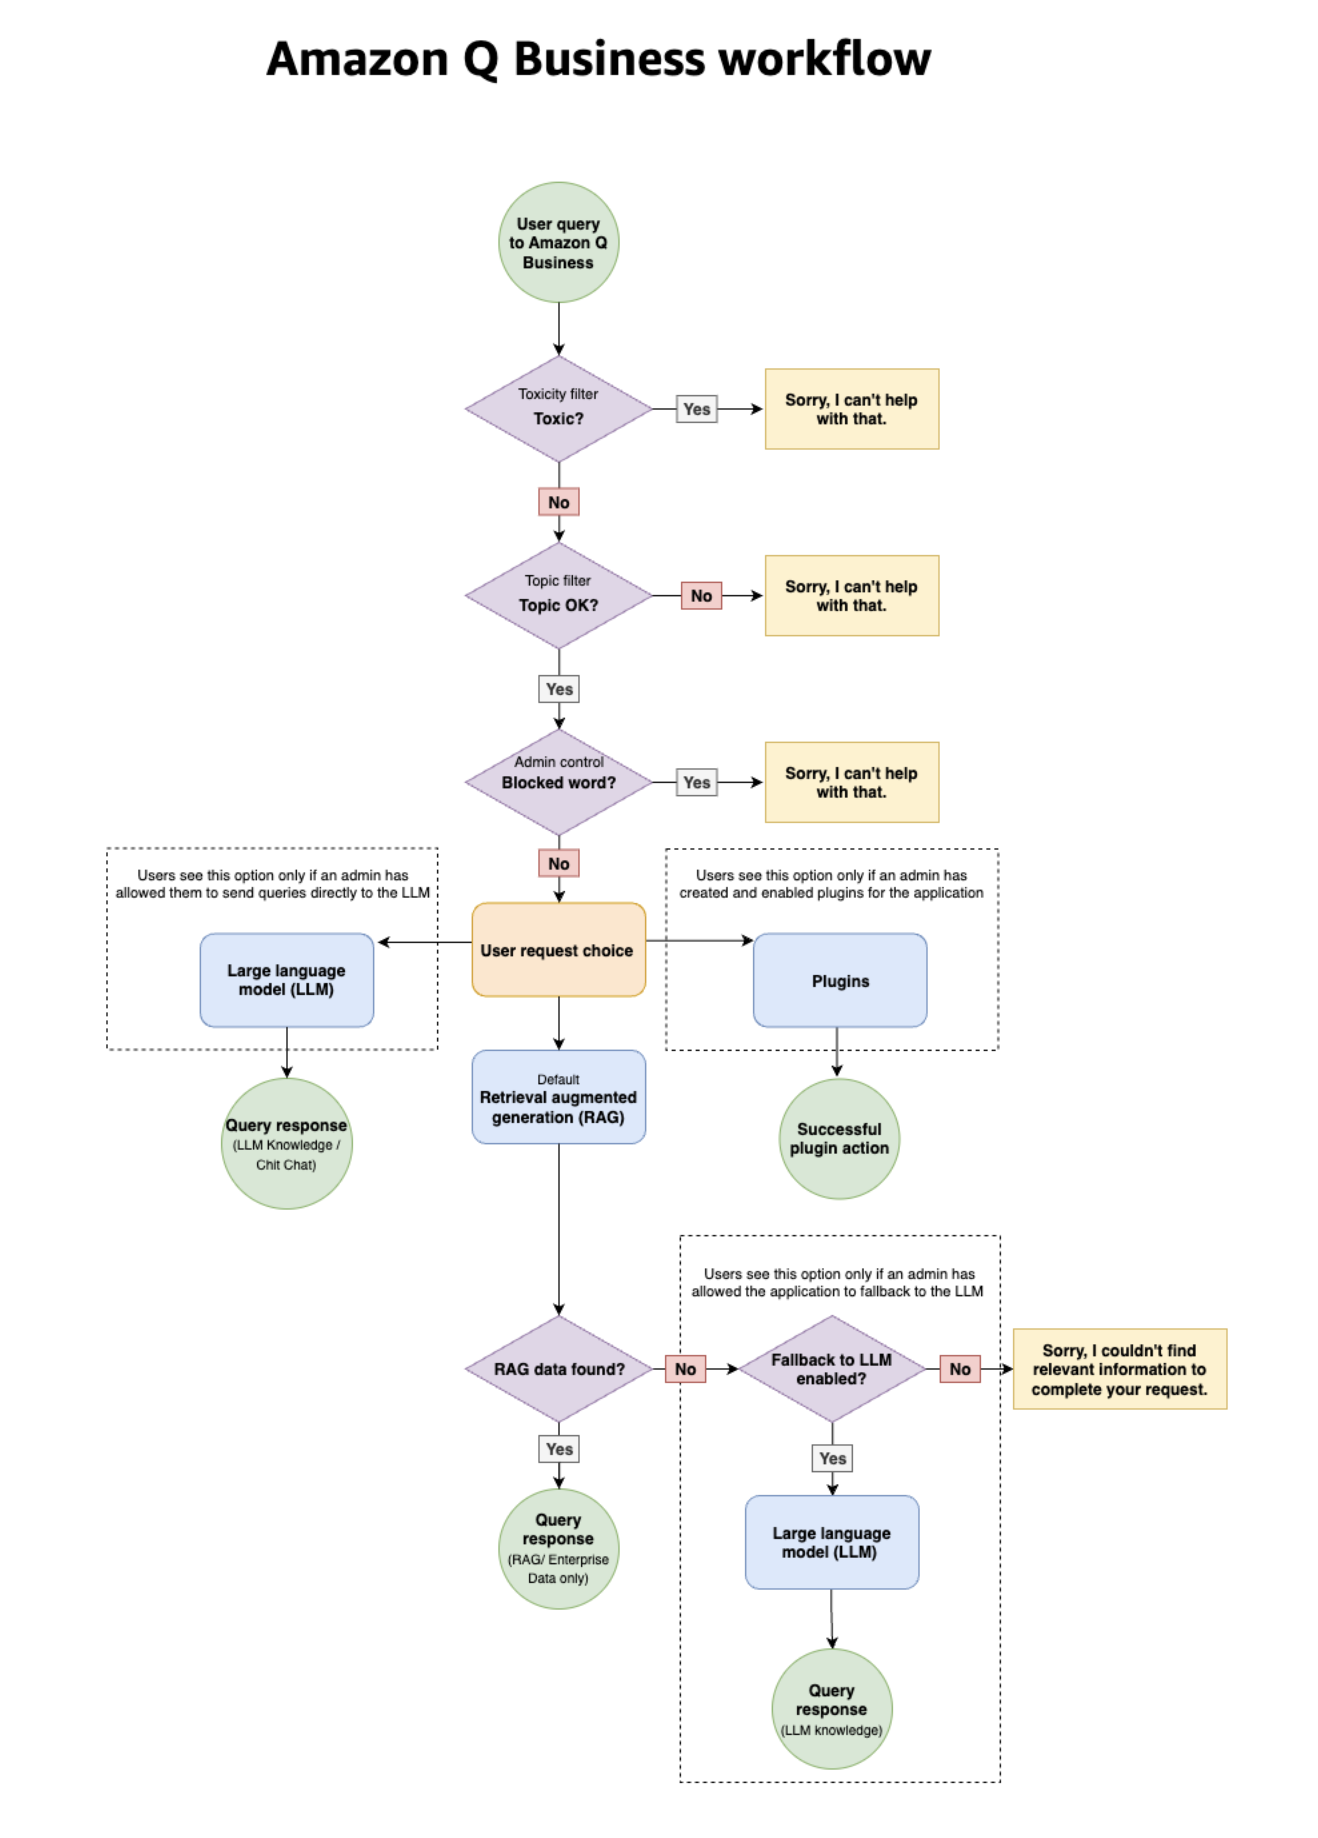 Amazon Q Business workflow
User query
to Amazon Q
Business
Toxicity filter
Toxic?
Yes
Sorry, I can't help
with that.
No
Topic filter
Topic OK?
No
Sorry, I can't help
with that.
Yes
Admin control
Blocked word?
Yes
Sorry, I can't help
with that.
No
Users see this option only if an admin has
allowed them to send queries directly to the LLM
Users see this option only if an admin has
created and enabled plugins for the application
User request choice
Large language
model (LLM)
Plugins
Default
Retrieval augmented
generation (RAG)
Query response
(LLM Knowledge /
Chit Chat)
Successful
plugin action
Users see this option only if an admin has
allowed the application to fallback to the LLM
RAG data found?
No
Fallback to LLM
enabled?
No
Sorry, I couldn't find
relevant information to
complete your request.
Yes
Yes
Query
response
(RAG/ Enterprise
Data only)
Large language
model (LLM)
Query
response
(LLM knowledge)